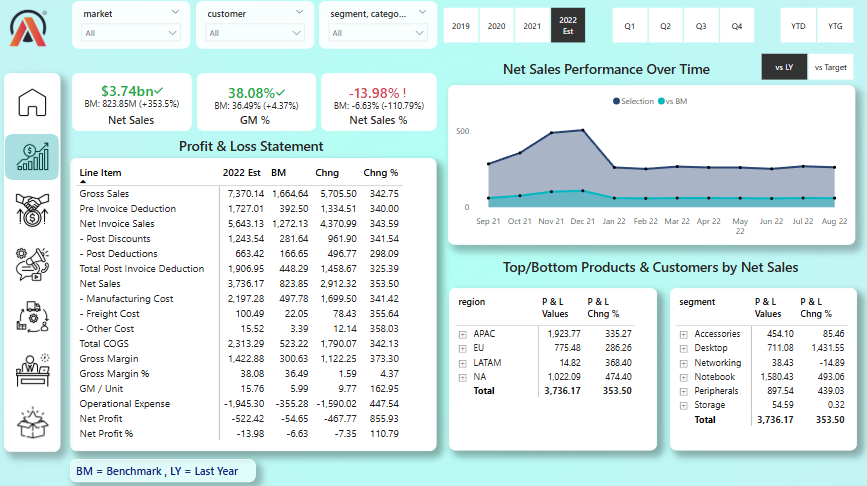 market
customer
segment, catego...
All
All
All
2019
2020
2021
2022
Est
Q1
Q2
Q3
Q4
YTD
YTG
$3.74bn
BM: 823.85M (+353.5%)
Net Sales
38.08%
BM: 36.49% (+4.37%)
GM %
-13.98% !
BM: -6.63% (-110.79%)
Net Sales %
Net Sales Performance Over Time
vs LY
vs Target
Selection
vs BM
500
0
Sep 21 Oct 21 Nov 21 Dec 21 Jan 22 Feb 22 Mar 22 Apr 22 May 22 Jun 22 Jul 22 Aug 22
Profit & Loss Statement
Line Item 2022 Est BM Chng Chng %
Gross Sales 7,370.14 1,664.64 5,705.50 342.75
Pre Invoice Deduction 1,727.01 392.50 1,334.51 340.00
Net Invoice Sales 5,643.13 1,272.13 4,370.99 343.59
- Post Discounts 1,243.54 281.64 961.90 341.54
- Post Deductions 663.42 166.65 496.77 298.09
Total Post Invoice Deduction 1,906.95 448.29 1,458.67 325.39
Net Sales 3,736.17 823.85 2,912.32 353.50
- Manufacturing Cost 2,197.28 497.78 1,699.50 341.42
- Freight Cost 100.49 22.05 78.43 355.64
- Other Cost 15.52 3.39 12.14 358.03
Total COGS 2,313.29 523.22 1,790.07 342.13
Gross Margin 1,422.88 300.63 1,122.25 373.30
Gross Margin % 38.08 36.49 1.59 4.37
GM / Unit 15.76 5.99 9.77 162.95
Operational Expense -1,945.30 -355.28 -1,590.02 447.54
Net Profit -522.42 -54.65 -467.77 855.93
Net Profit % -13.98 -6.63 -7.35 110.79
Top/Bottom Products & Customers by Net Sales
region P & L Values P & L Chng %
APAC 1,923.77 335.27
EU 775.48 286.26
LATAM 14.82 368.40
NA 1,022.09 474.40
Total 3,736.17 353.50
segment P & L Values P & L Chng %
Accessories 454.10 85.46
Desktop 711.08 1,431.55
Networking 38.43 -14.89
Notebook 1,580.43 493.06
Peripherals 897.54 439.03
Storage 54.59 0.32
Total 3,736.17 353.50
BM = Benchmark , LY = Last Year